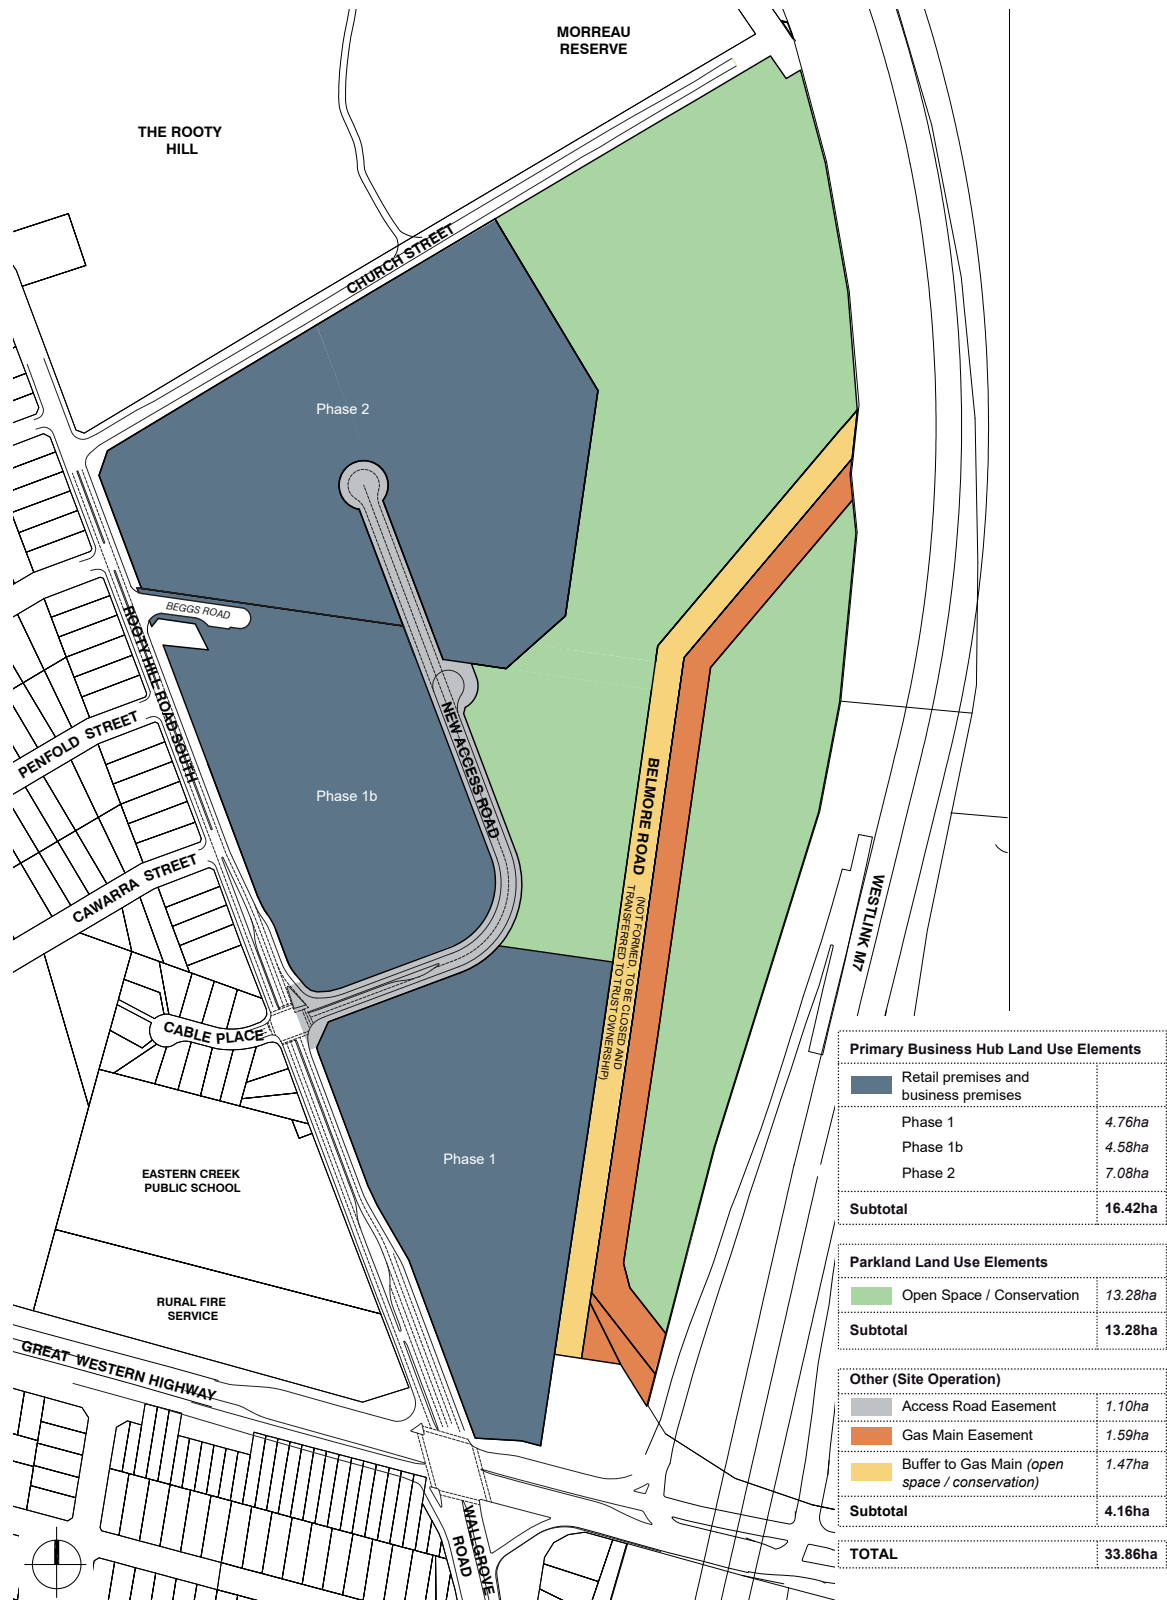 MORREAU
RESERVE
THE ROOTY
HILL
CHURCH STREET
Phase 2
BEGGS ROAD
ROOTY HILL ROAD SOUTH
PENFOLD STREET
NEW ACCESS ROAD
Phase 1b
BELMORE ROAD
(NOT FORMED, TO BE CLOSED AND
TRANSFERRED TO TRUST OWNERSHIP)
CAWARRA STREET
WESTLINK M7
CABLE PLACE
Phase 1
EASTERN CREEK
PUBLIC SCHOOL
RURAL FIRE
SERVICE
GREAT WESTERN HIGHWAY
WALLGROVE
ROAD
Primary Business Hub Land Use Elements
Retail premises and
business premises
Phase 1 4.76ha
Phase 1b 4.58ha
Phase 2 7.08ha
Subtotal 16.42ha
Parkland Land Use Elements
Open Space / Conservation 13.28ha
Subtotal 13.28ha
Other (Site Operation)
Access Road Easement 1.10ha
Gas Main Easement 1.59ha
Buffer to Gas Main (open 1.47ha
space / conservation)
Subtotal 4.16ha
TOTAL 33.86ha